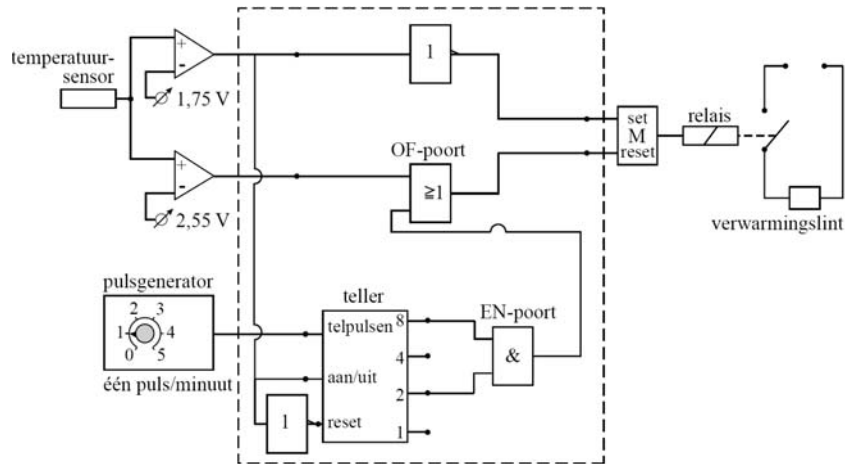 temperatuur-
sensor
+
-
1,75 V
+
-
2,55 V
1
OF-poort
≧1
set
M
reset
relais
verwarmingslint
pulsgenerator
2
3
1
4
0
5
één puls/minuut
teller
telpulsen
8
4
aan/uit
2
reset
1
1
EN-poort
&